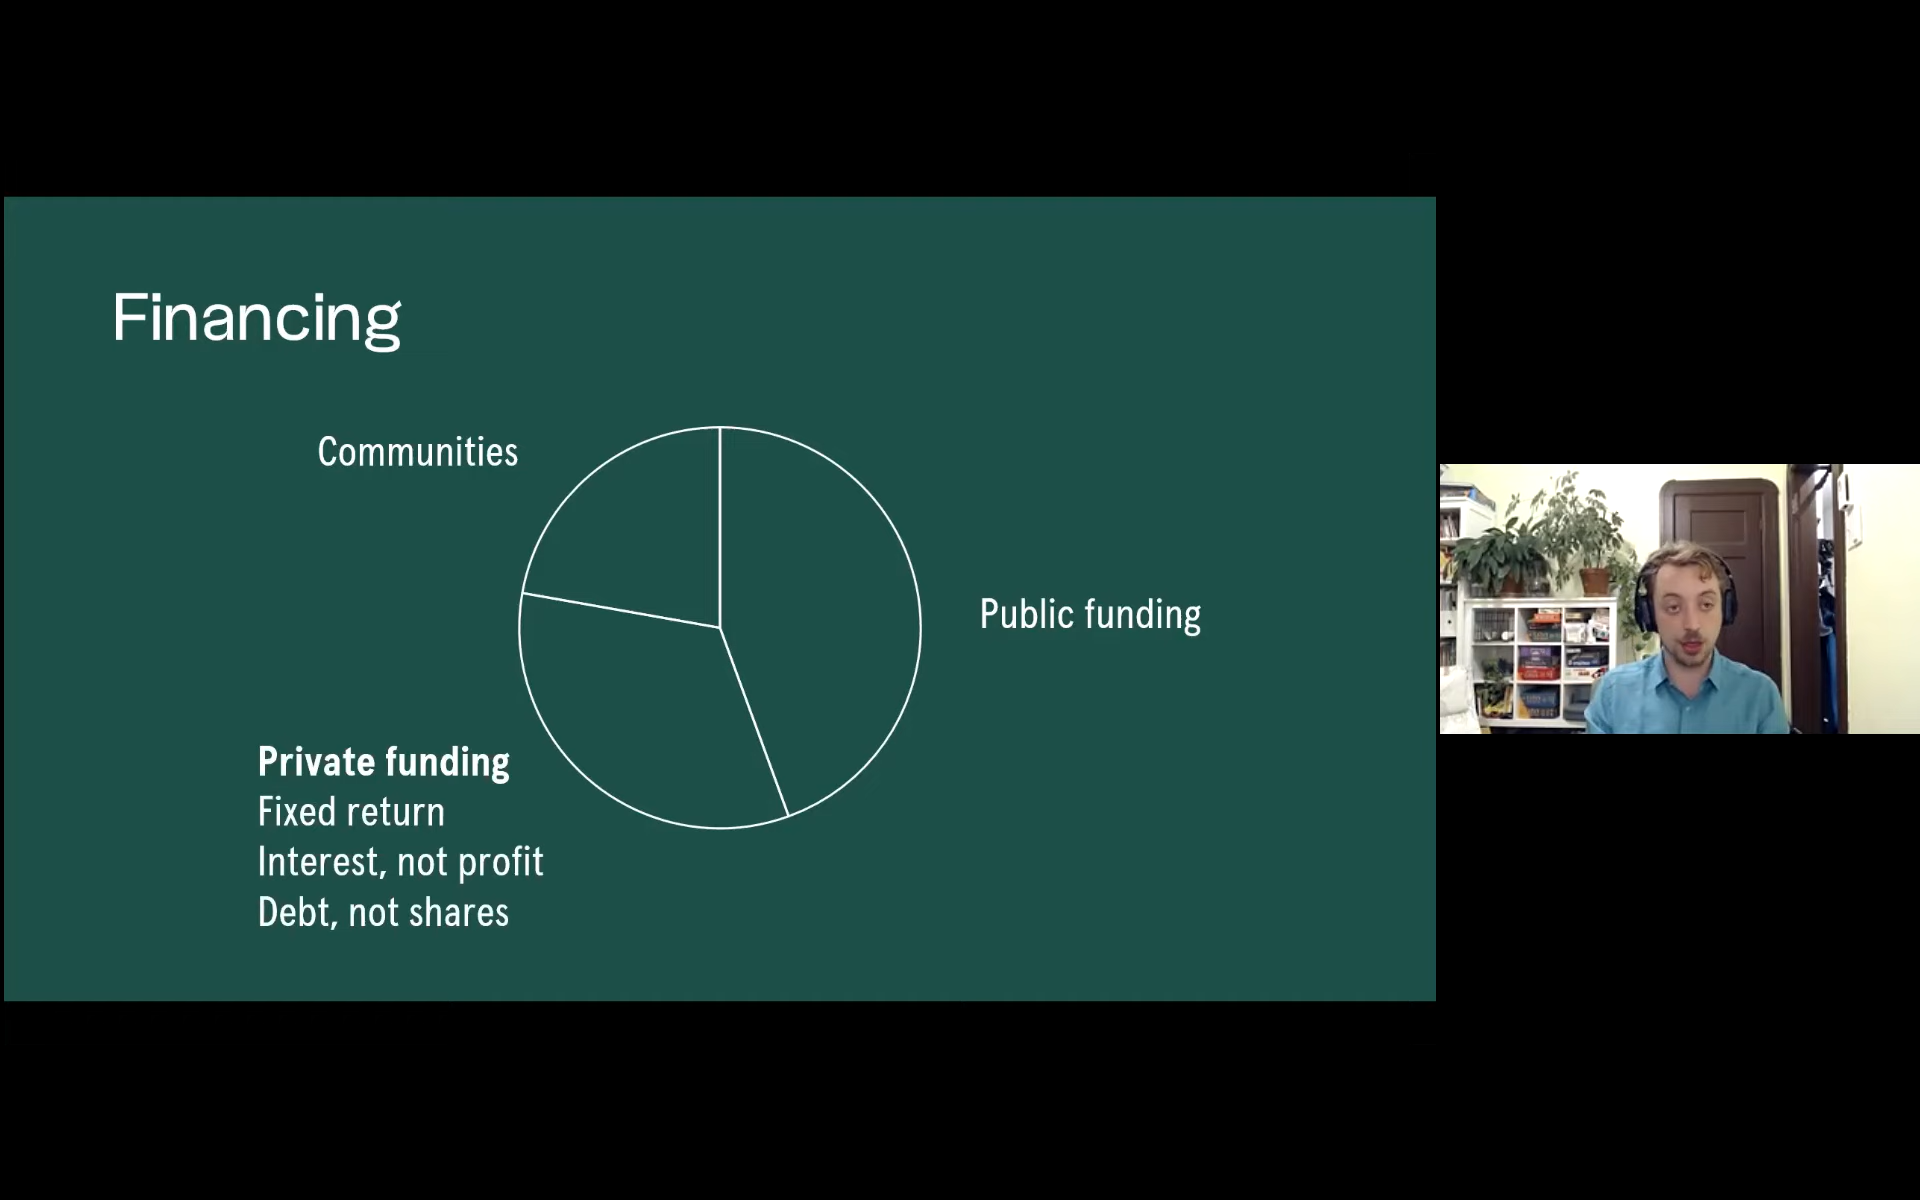 Financing
Communities
Public funding
Private funding
Fixed return
Interest, not profit
Debt, not shares